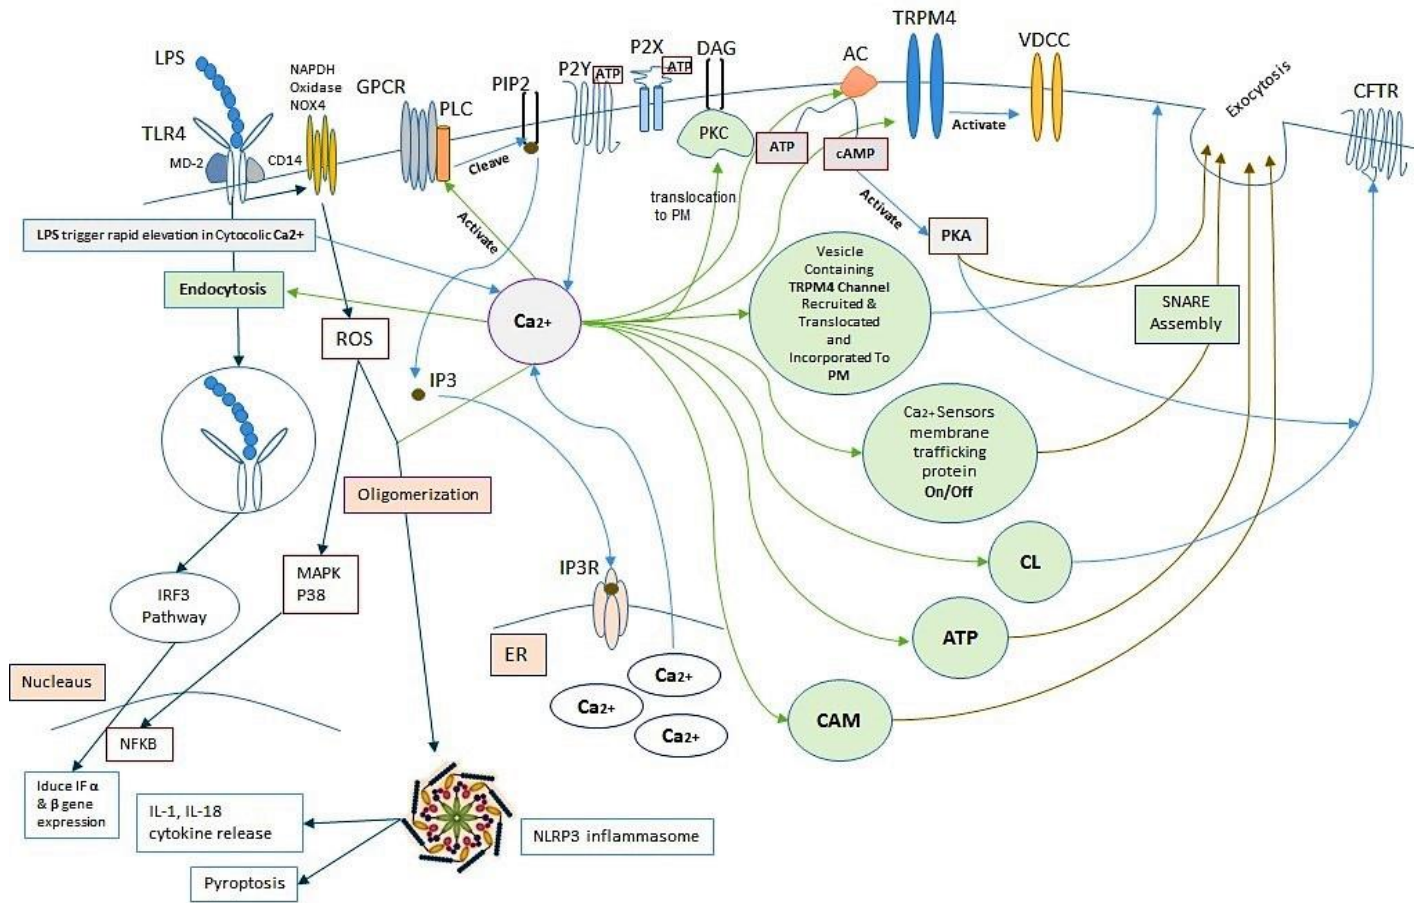 TRPM4
VDCC
LPS
NAPDH
Oxidase
NOX4
GPCR
PLC
PIP2
P2Y
ATP
P2X
ATP
DAG
AC
Exocytosis
CFTR
TLR4
MD-2
CD14
Cleave
PKC
ATP
cAMP
Activate
translocation
to PM
Activate
Activate
PKA
LPS trigger rapid elevation in Cytocolic Ca2+
Endocytosis
Ca2+
ROS
Vesicle
Containing
TRPM4 Channel
Recruited &
Translocated
and
Incorporated To
PM
SNARE
Assembly
IP3
Ca2+ Sensors
membrane
trafficking
protein
On/Off
Oligomerization
IP3R
CL
MAPK
P38
IRF3
Pathway
ER
ATP
Nucleaus
Ca2+
Ca2+
Ca2+
CAM
NFKB
Iduce IF α
& β gene
expression
IL-1, IL-18
cytokine release
NLRP3 inflammasome
Pyroptosis